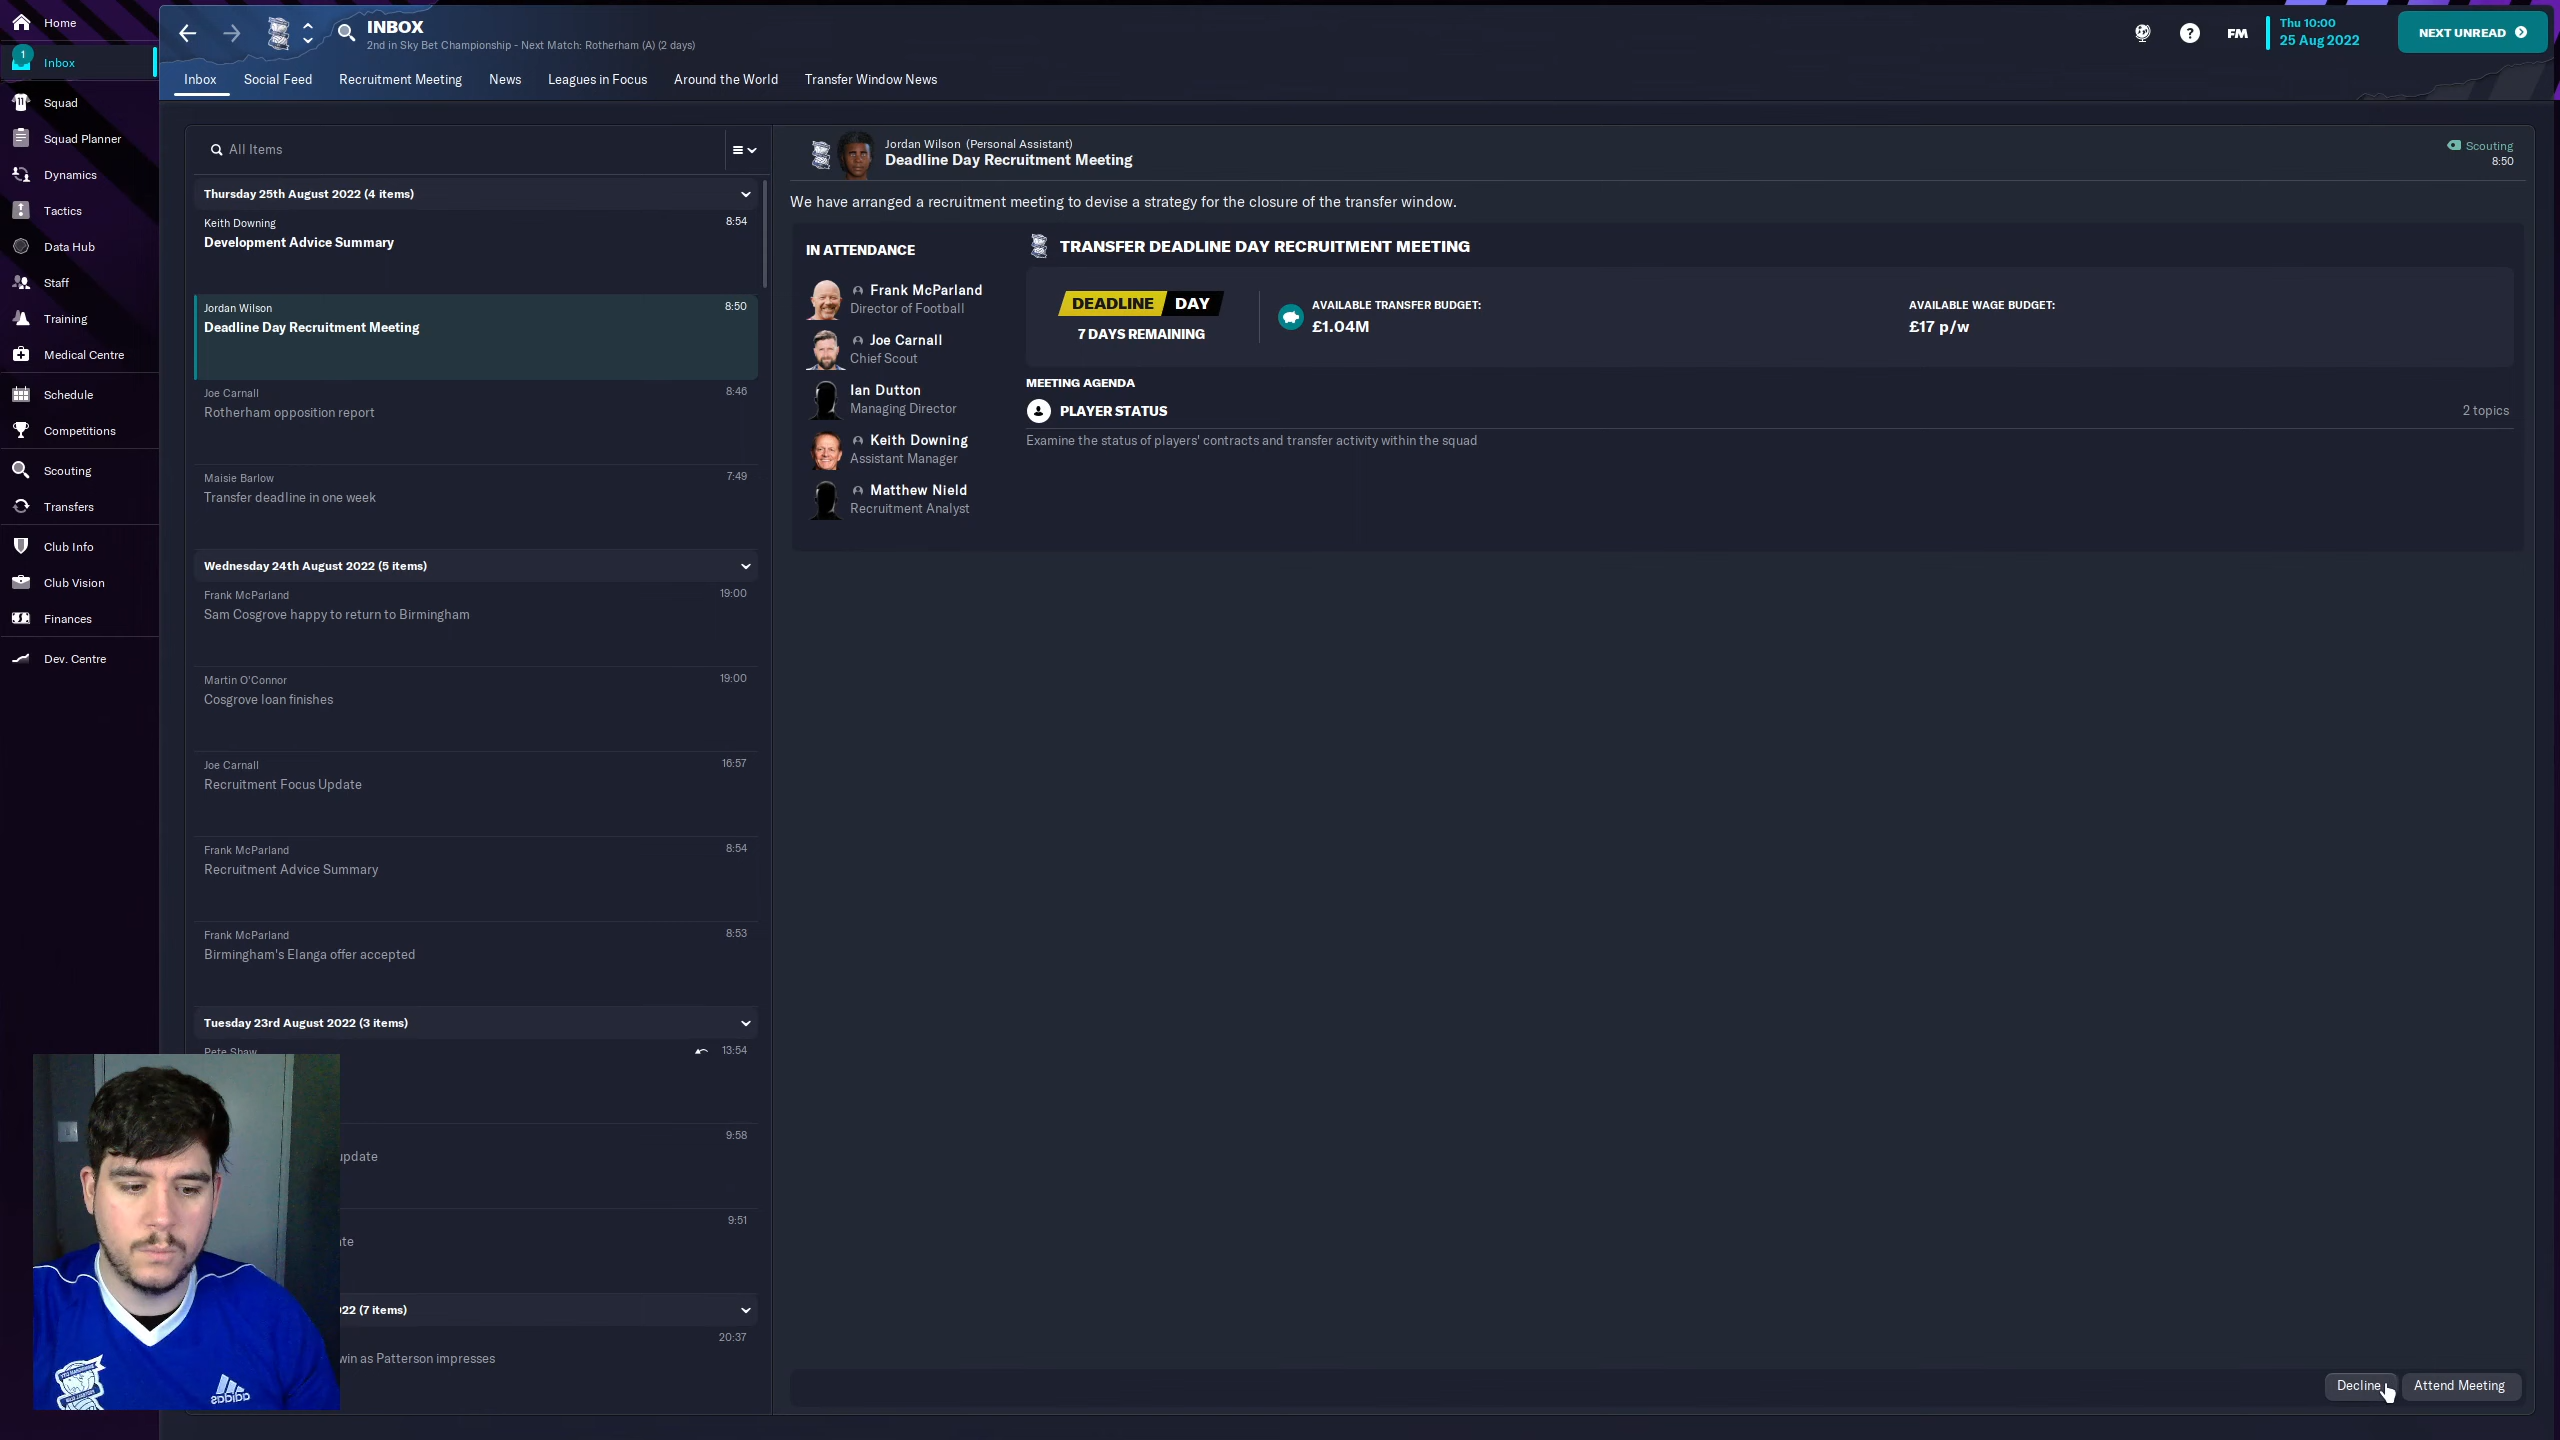 Home
1
Inbox
Squad
Squad Planner
Dynamics
Tactics
Data Hub
Staff
Training
Medical Centre
Schedule
Competitions
Scouting
Transfers
Club Info
Club Vision
Finances
Dev. Centre
INBOX
2nd in Sky Bet Championship - Next Match: Rotherham (A) (2 days)
FM
Thu 10:00
25 Aug 2022
NEXT UNREAD
Inbox Social Feed Recruitment Meeting News Leagues in Focus Around the World Transfer Window News
All Items
Thursday 25th August 2022 (4 items)
Keith Downing 8:54
Development Advice Summary
Jordan Wilson 8:50
Deadline Day Recruitment Meeting
Joe Carnall 8:46
Rotherham opposition report
Maisie Barlow 7:49
Transfer deadline in one week
Wednesday 24th August 2022 (5 items)
Frank McParland 19:00
Sam Cosgrove happy to return to Birmingham
Martin O'Connor 19:00
Cosgrove loan finishes
Joe Carnall 16:57
Recruitment Focus Update
Frank McParland 8:54
Recruitment Advice Summary
Frank McParland 8:53
Birmingham's Elanga offer accepted
Tuesday 23rd August 2022 (3 items)
Pete Shaw 13:54
9:58
update
9:51
022 (7 items)
20:37
win as Patterson impresses
Jordan Wilson (Personal Assistant)
Deadline Day Recruitment Meeting
Scouting
8:50
We have arranged a recruitment meeting to devise a strategy for the closure of the transfer window.
IN ATTENDANCE
Frank McParland
Director of Football
Joe Carnall
Chief Scout
Ian Dutton
Managing Director
Keith Downing
Assistant Manager
Matthew Nield
Recruitment Analyst
TRANSFER DEADLINE DAY RECRUITMENT MEETING
DEADLINE DAY
7 DAYS REMAINING
AVAILABLE TRANSFER BUDGET:
£1.04M
AVAILABLE WAGE BUDGET:
£17 p/w
MEETING AGENDA
PLAYER STATUS 2 topics
Examine the status of players' contracts and transfer activity within the squad
Decline Attend Meeting